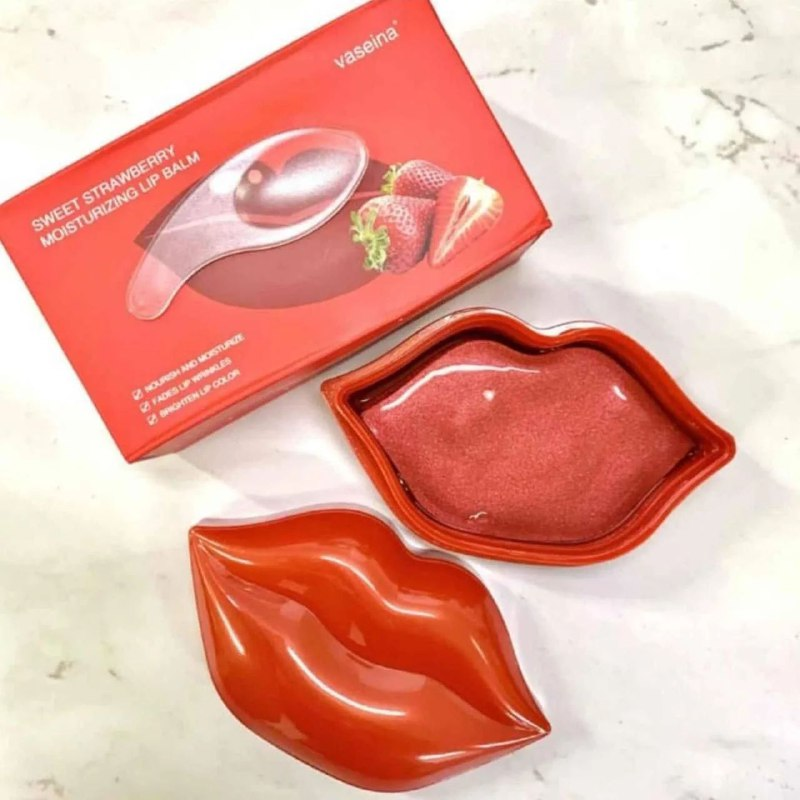 vaseina®
SWEET STRAWBERRY
MOISTURIZING LIP BALM
NOURISH AND MOISTURIZE
FADES LIP WRINKLES
BRIGHTEN LIP COLOR